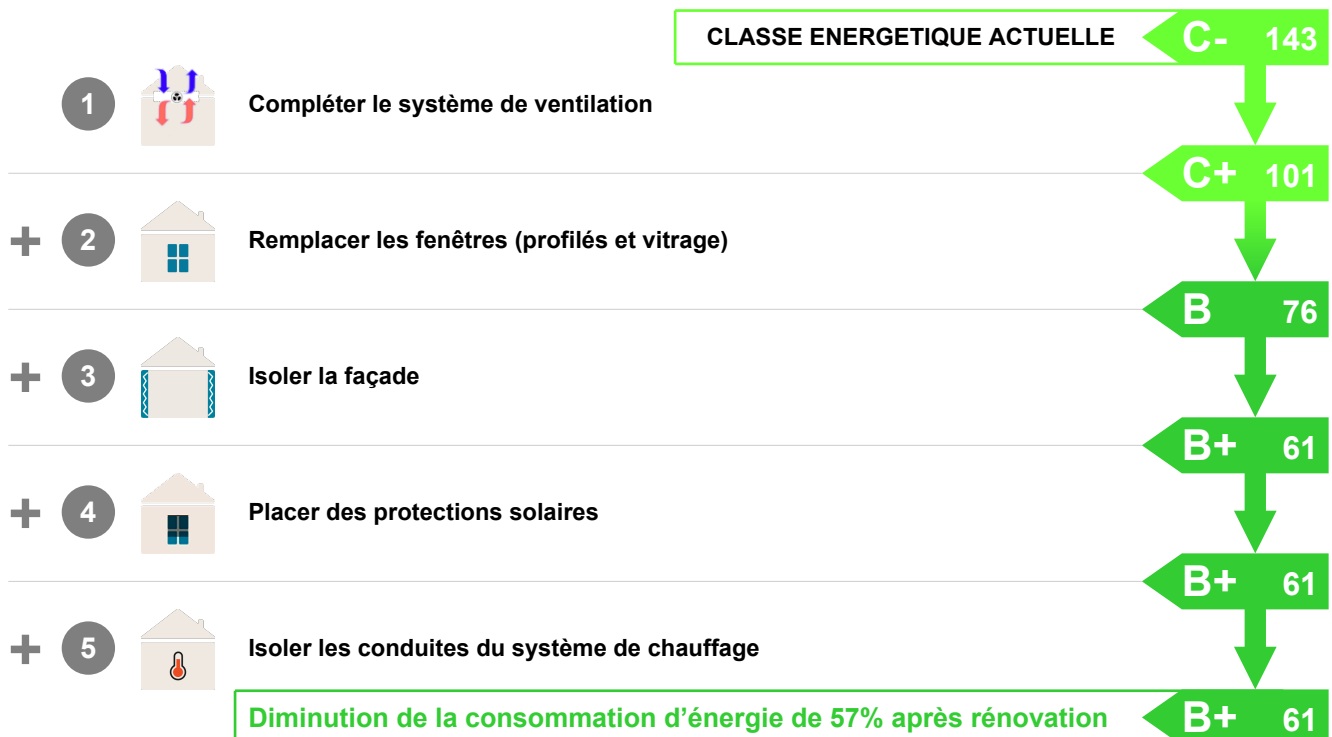 CLASSE ENERGETIQUE ACTUELLE C- 143
1 Compléter le système de ventilation
C+ 101
+ 2 Remplacer les fenêtres (profilés et vitrage)
B 76
+ 3 Isoler la façade
B+ 61
+ 4 Placer des protections solaires
B+ 61
+ 5 Isoler les conduites du système de chauffage
Diminution de la consommation d’énergie de 57% après rénovation B+ 61